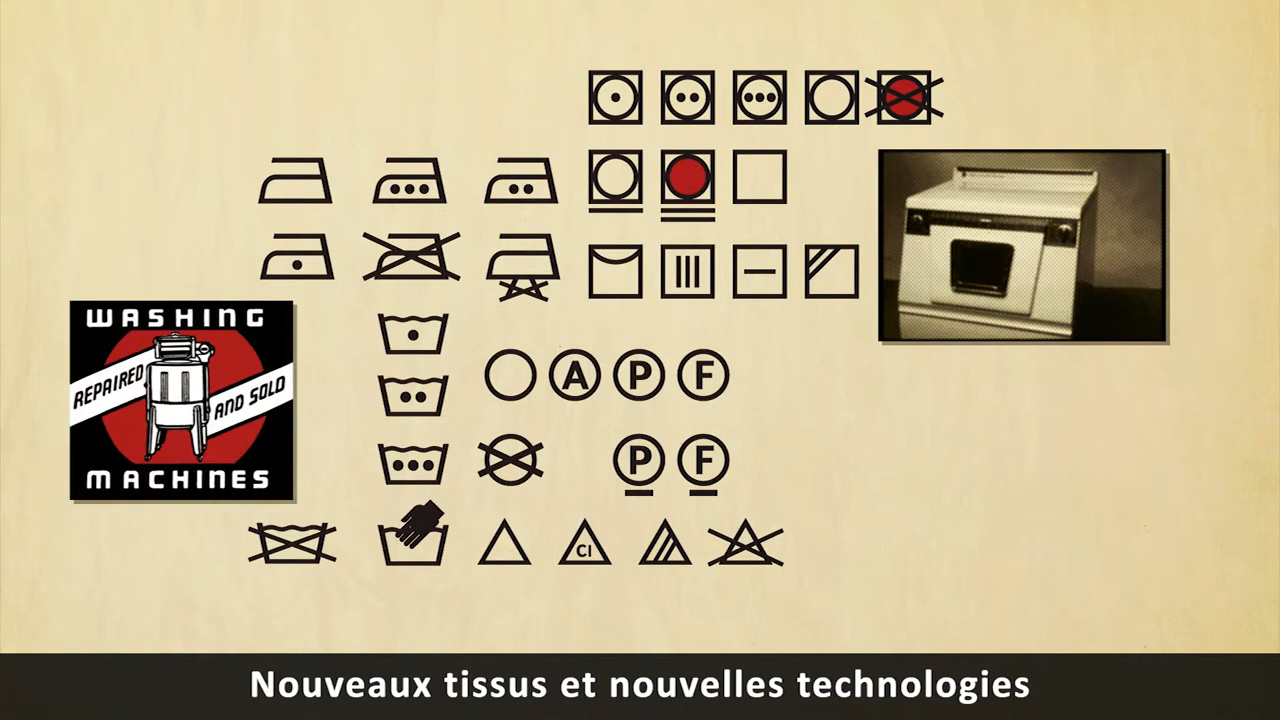 WASHING
REPAIRED
AND SOLD
MACHINES
A P F
P F
Cl
Nouveaux tissus et nouvelles technologies